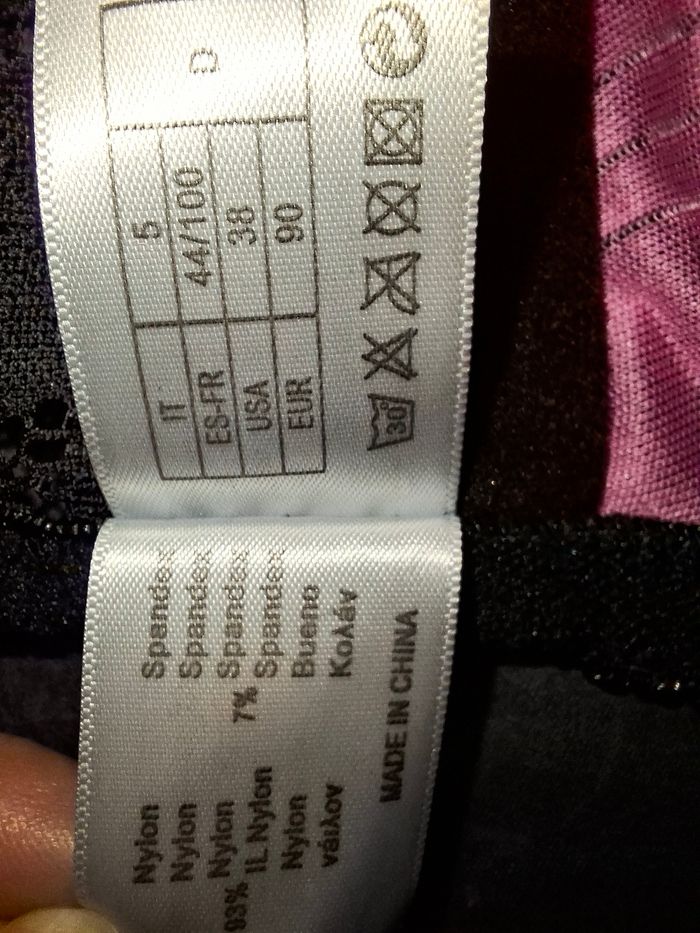 IT 5 D
ES-FR 44/100
USA 38
EUR 90
30
Nylon Spandex
Nylon Spandex
93% Nylon 7% Spandex
IL.Nylon Spandex
Nylon Bueno
νάιλον Κολάν
MADE IN CHINA